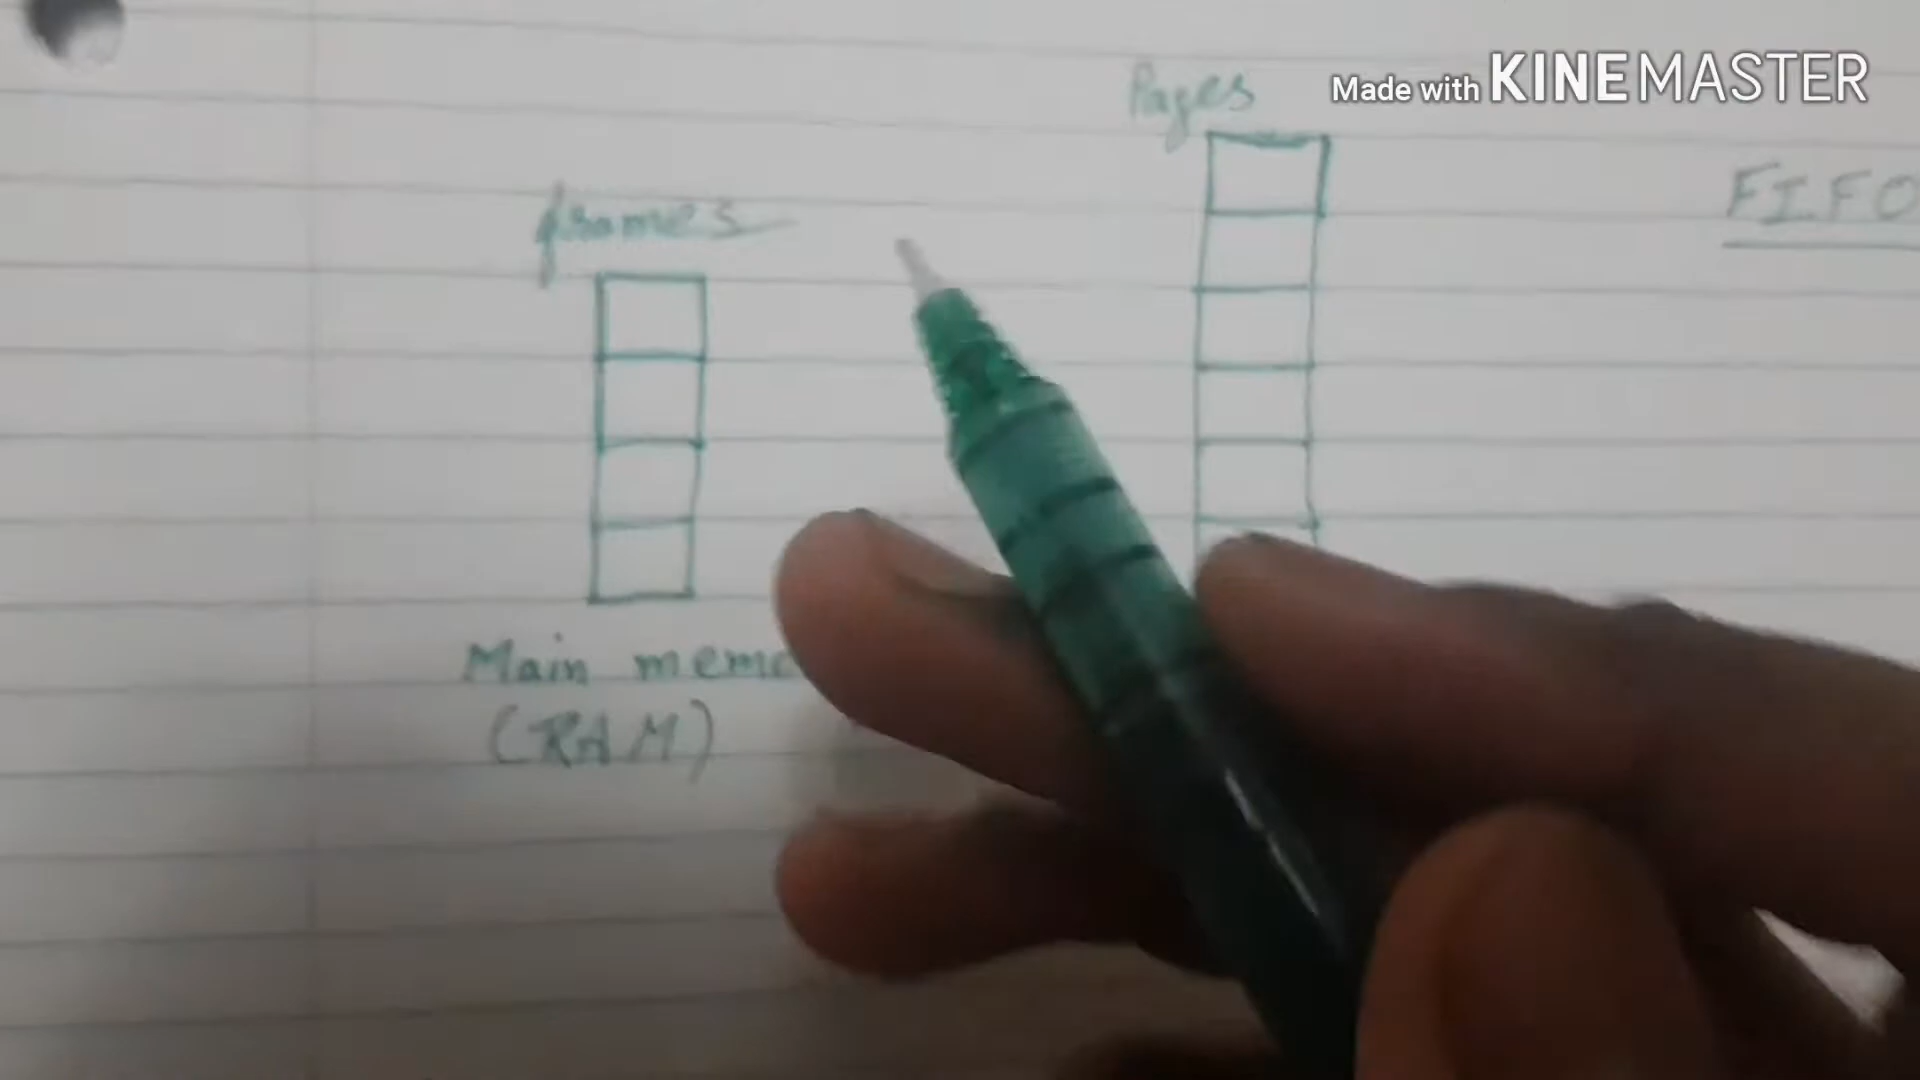 Made with KINEMASTER
Pages
frames
FIFO
Main memo
(RAM)